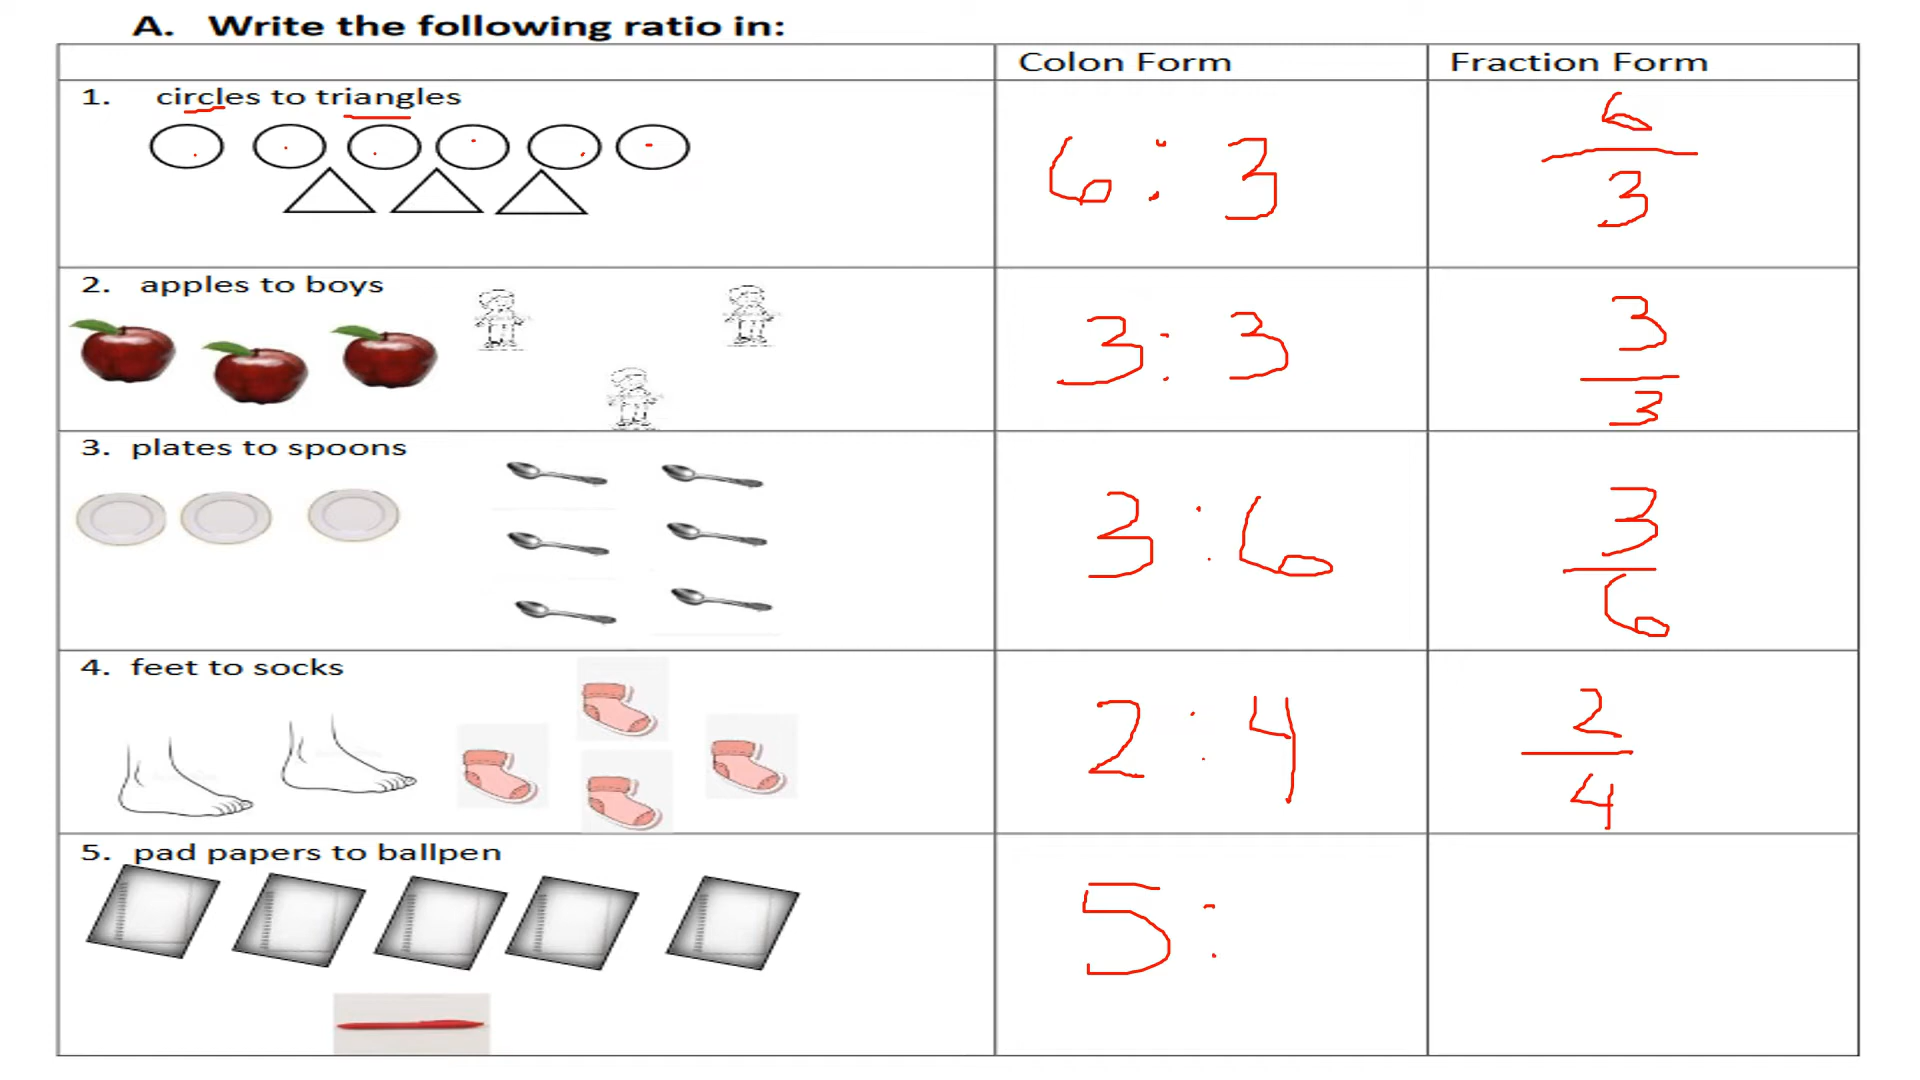 A. Write the following ratio in:
Colon Form
Fraction Form
1. circles to triangles
6 : 3
6
3
2. apples to boys
3 : 3
3
3
3. plates to spoons
3 : 6
3
6
4. feet to socks
2 : 4
2
4
5. pad papers to ballpen
5 :